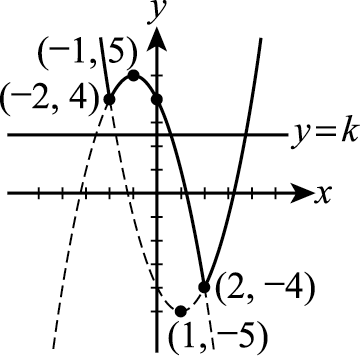 y
(−1, 5)
(−2, 4)
y=k
x
(2, −4)
(1, −5)